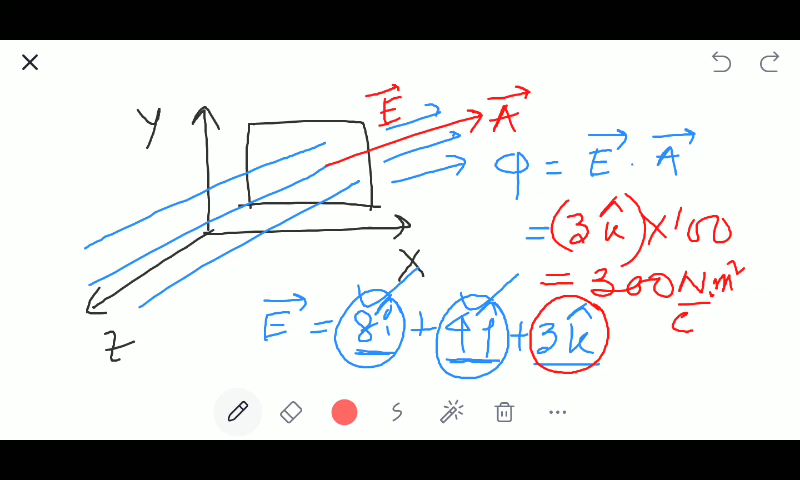 Y
E⃗
A⃗
φ = E⃗ · A⃗
= (3k̂) × 100
X
= 300 N.m²/C
E⃗ = 8î + 4ĵ + 3k̂
Z